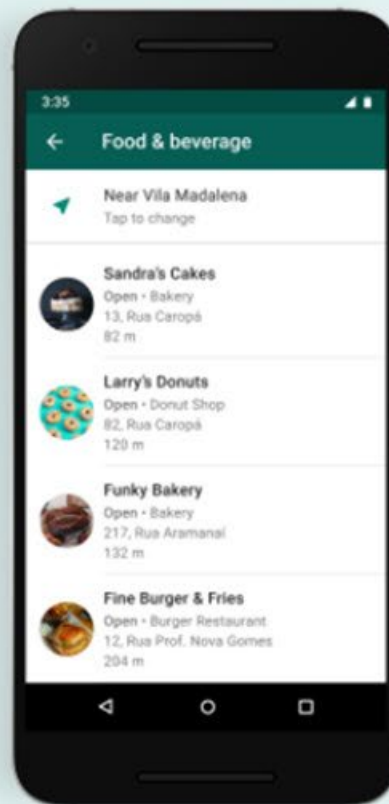 3:35
Food & beverage
Near Vila Madalena
Tap to change
Sandra's Cakes
Open • Bakery
13, Rua Caropá
82 m
Larry's Donuts
Open • Donut Shop
82, Rua Caropá
120 m
Funky Bakery
Open • Bakery
217, Rua Aramanaí
132 m
Fine Burger & Fries
Open • Burger Restaurant
12, Rua Prof. Nova Gomes
204 m